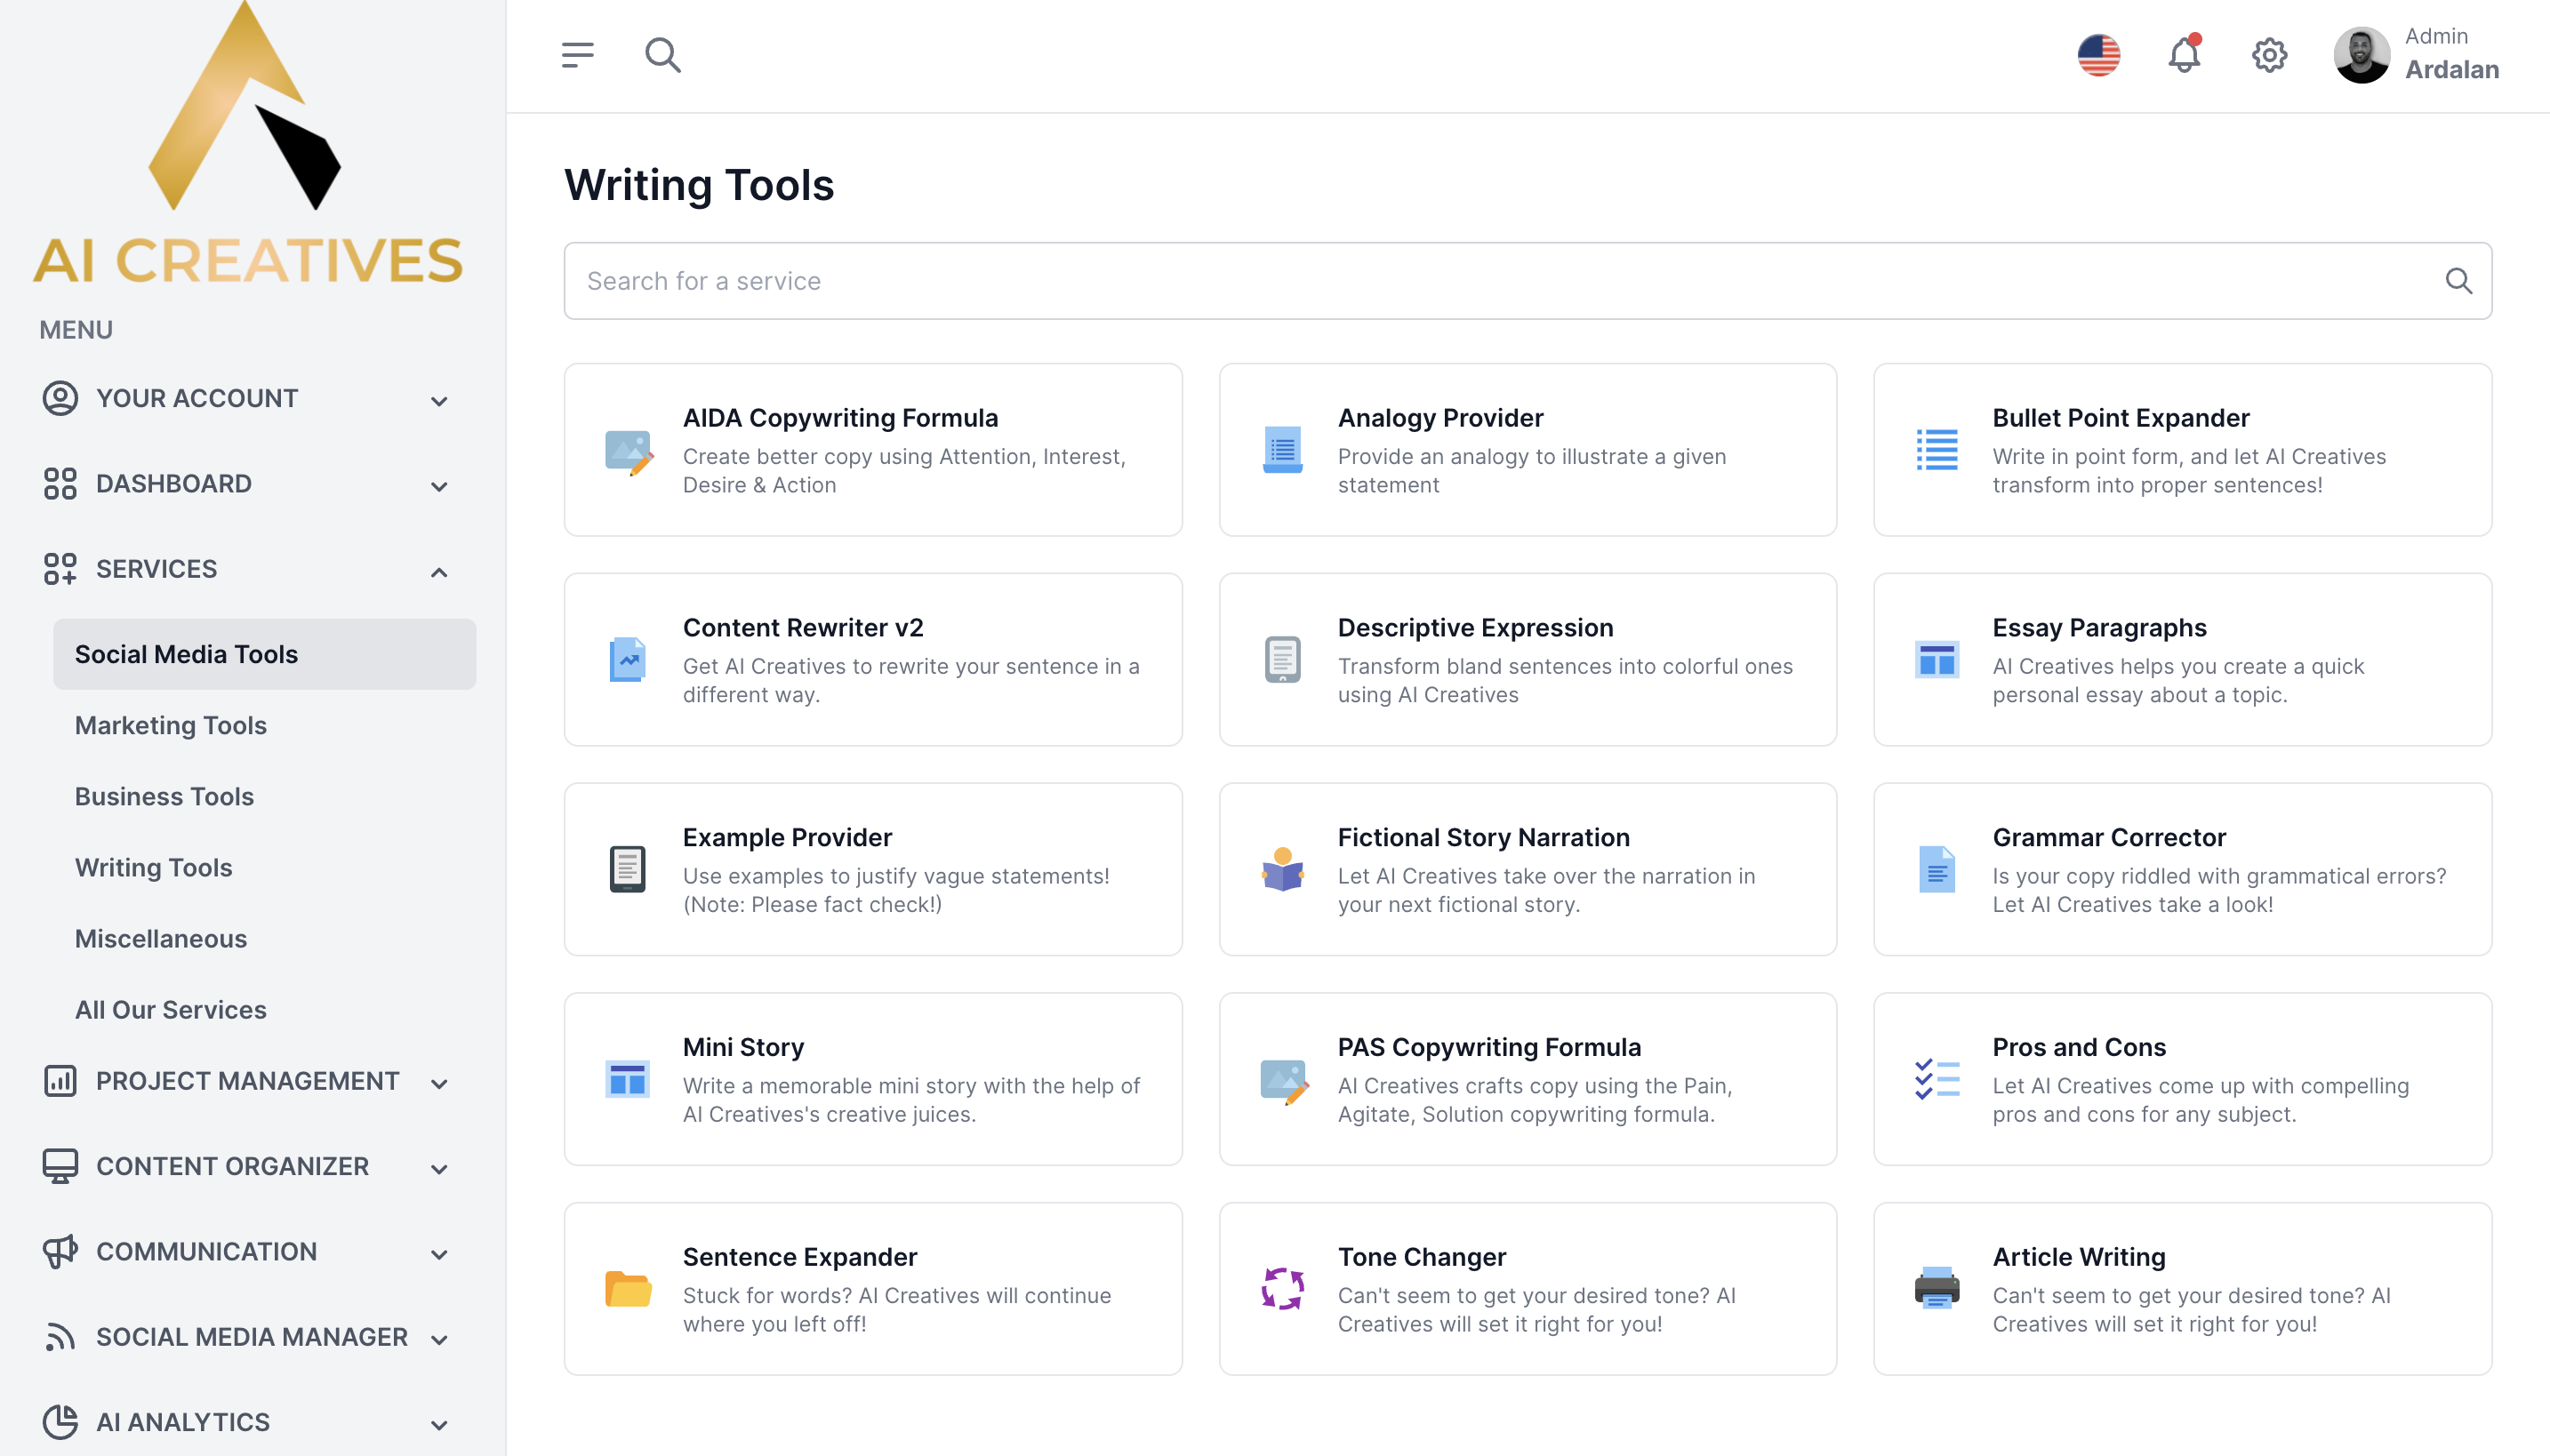 AI CREATIVES
MENU
YOUR ACCOUNT
DASHBOARD
SERVICES
Social Media Tools
Marketing Tools
Business Tools
Writing Tools
Miscellaneous
All Our Services
PROJECT MANAGEMENT
CONTENT ORGANIZER
COMMUNICATION
SOCIAL MEDIA MANAGER
AI ANALYTICS
Admin
Ardalan
Writing Tools
Search for a service
AIDA Copywriting Formula
Create better copy using Attention, Interest,
Desire & Action
Analogy Provider
Provide an analogy to illustrate a given
statement
Bullet Point Expander
Write in point form, and let AI Creatives
transform into proper sentences!
Content Rewriter v2
Get AI Creatives to rewrite your sentence in a
different way.
Descriptive Expression
Transform bland sentences into colorful ones
using AI Creatives
Essay Paragraphs
AI Creatives helps you create a quick
personal essay about a topic.
Example Provider
Use examples to justify vague statements!
(Note: Please fact check!)
Fictional Story Narration
Let AI Creatives take over the narration in
your next fictional story.
Grammar Corrector
Is your copy riddled with grammatical errors?
Let AI Creatives take a look!
Mini Story
Write a memorable mini story with the help of
AI Creatives's creative juices.
PAS Copywriting Formula
AI Creatives crafts copy using the Pain,
Agitate, Solution copywriting formula.
Pros and Cons
Let AI Creatives come up with compelling
pros and cons for any subject.
Sentence Expander
Stuck for words? AI Creatives will continue
where you left off!
Tone Changer
Can't seem to get your desired tone? AI
Creatives will set it right for you!
Article Writing
Can't seem to get your desired tone? AI
Creatives will set it right for you!